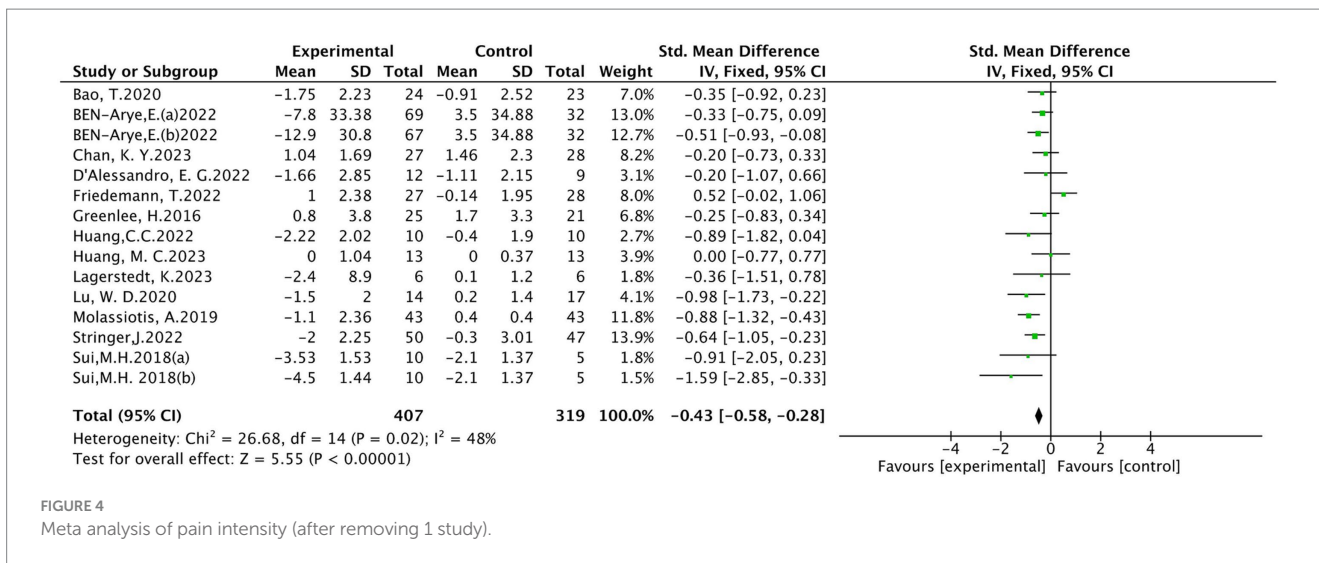 Experimental Control Std. Mean Difference Std. Mean Difference
Study or Subgroup Mean SD Total Mean SD Total Weight IV, Fixed, 95% CI IV, Fixed, 95% CI
Bao, T.2020 -1.75 2.23 24 -0.91 2.52 23 7.0% -0.35 [-0.92, 0.23]
BEN-Arye,E.(a)2022 -7.8 33.38 69 3.5 34.88 32 13.0% -0.33 [-0.75, 0.09]
BEN-Arye,E.(b)2022 -12.9 30.8 67 3.5 34.88 32 12.7% -0.51 [-0.93, -0.08]
Chan, K. Y.2023 1.04 1.69 27 1.46 2.3 28 8.2% -0.20 [-0.73, 0.33]
D'Alessandro, E. G.2022 -1.66 2.85 12 -1.11 2.15 9 3.1% -0.20 [-1.07, 0.66]
Friedemann, T.2022 1 2.38 27 -0.14 1.95 28 8.0% 0.52 [-0.02, 1.06]
Greenlee, H.2016 0.8 3.8 25 1.7 3.3 21 6.8% -0.25 [-0.83, 0.34]
Huang,C.C.2022 -2.22 2.02 10 -0.4 1.9 10 2.7% -0.89 [-1.82, 0.04]
Huang, M. C.2023 0 1.04 13 0 0.37 13 3.9% 0.00 [-0.77, 0.77]
Lagerstedt, K.2023 -2.4 8.9 6 0.1 1.2 6 1.8% -0.36 [-1.51, 0.78]
Lu, W. D.2020 -1.5 2 14 0.2 1.4 17 4.1% -0.98 [-1.73, -0.22]
Molassiotis, A.2019 -1.1 2.36 43 0.4 0.4 43 11.8% -0.88 [-1.32, -0.43]
Stringer,J.2022 -2 2.25 50 -0.3 3.01 47 13.9% -0.64 [-1.05, -0.23]
Sui,M.H.2018(a) -3.53 1.53 10 -2.1 1.37 5 1.8% -0.91 [-2.05, 0.23]
Sui,M.H. 2018(b) -4.5 1.44 10 -2.1 1.37 5 1.5% -1.59 [-2.85, -0.33]
Total (95% CI) 407 319 100.0% -0.43 [-0.58, -0.28]
Heterogeneity: Chi² = 26.68, df = 14 (P = 0.02); I² = 48%
Test for overall effect: Z = 5.55 (P < 0.00001)
-4 -2 0 2 4
Favours [experimental] Favours [control]
FIGURE 4
Meta analysis of pain intensity (after removing 1 study).